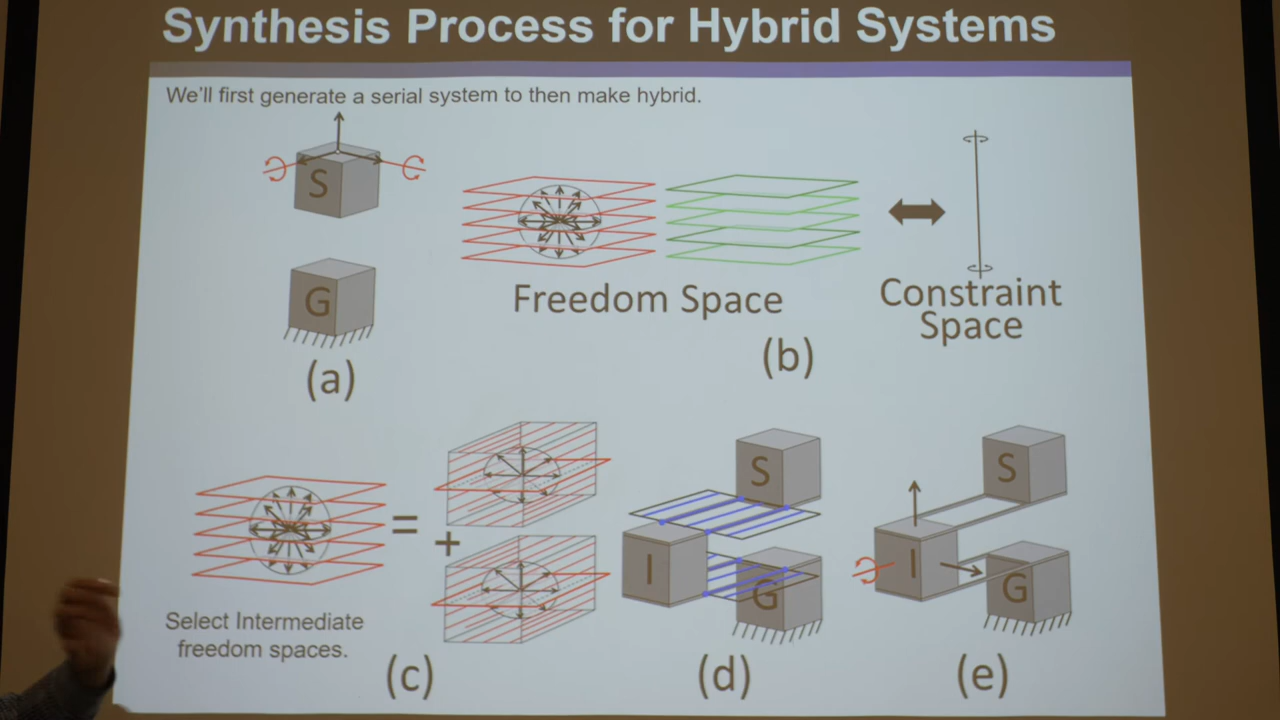 Synthesis Process for Hybrid Systems
We'll first generate a serial system to then make hybrid.
S
G
(a)
Freedom Space
Constraint
Space
(b)
=
+
Select Intermediate
freedom spaces.
(c)
S
I
G
(d)
S
I
G
(e)